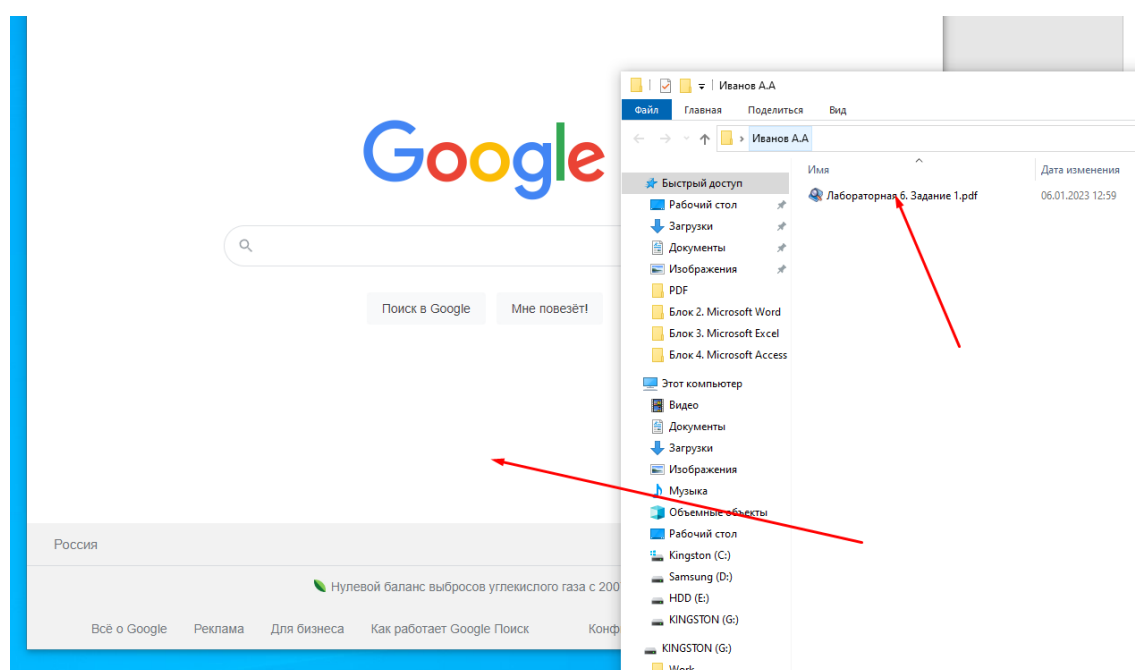 Google
Поиск в Google
Мне повезёт!
Россия
Нулевой баланс выбросов углекислого газа с 200
Всё о Google
Реклама
Для бизнеса
Как работает Google Поиск
Конф
Иванов А.А
Файл
Главная
Поделиться
Вид
Иванов А.А
Имя
Дата изменения
Лабораторная 6. Задание 1.pdf
06.01.2023 12:59
Быстрый доступ
Рабочий стол
Загрузки
Документы
Изображения
PDF
Блок 2. Microsoft Word
Блок 3. Microsoft Excel
Блок 4. Microsoft Access
Этот компьютер
Видео
Документы
Загрузки
Изображения
Музыка
Объемные объекты
Рабочий стол
Kingston (C:)
Samsung (D:)
HDD (E:)
KINGSTON (G:)
KINGSTON (G:)
Work